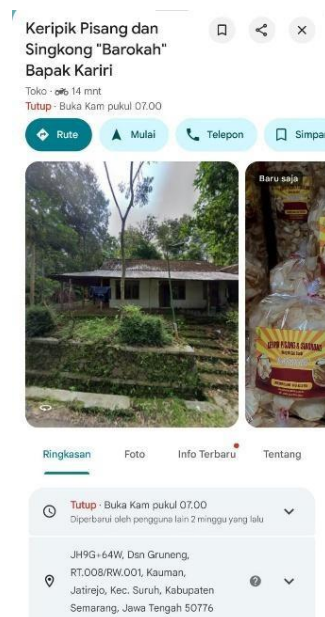 Keripik Pisang dan
Singkong "Barokah"
Bapak Kariri
Toko · 14 mnt
Tutup · Buka Kam pukul 07.00
Rute
Mulai
Telepon
Simpan
Baru saja
KERIPIK PISANG & SINGKONG
Ringkasan
Foto
Info Terbaru
Tentang
Tutup · Buka Kam pukul 07.00
Diperbarui oleh pengguna lain 2 minggu yang lalu
JH9G+64W, Dsn Gruneng,
RT.008/RW.001, Kauman,
Jatirejo, Kec. Suruh, Kabupaten
Semarang, Jawa Tengah 50776